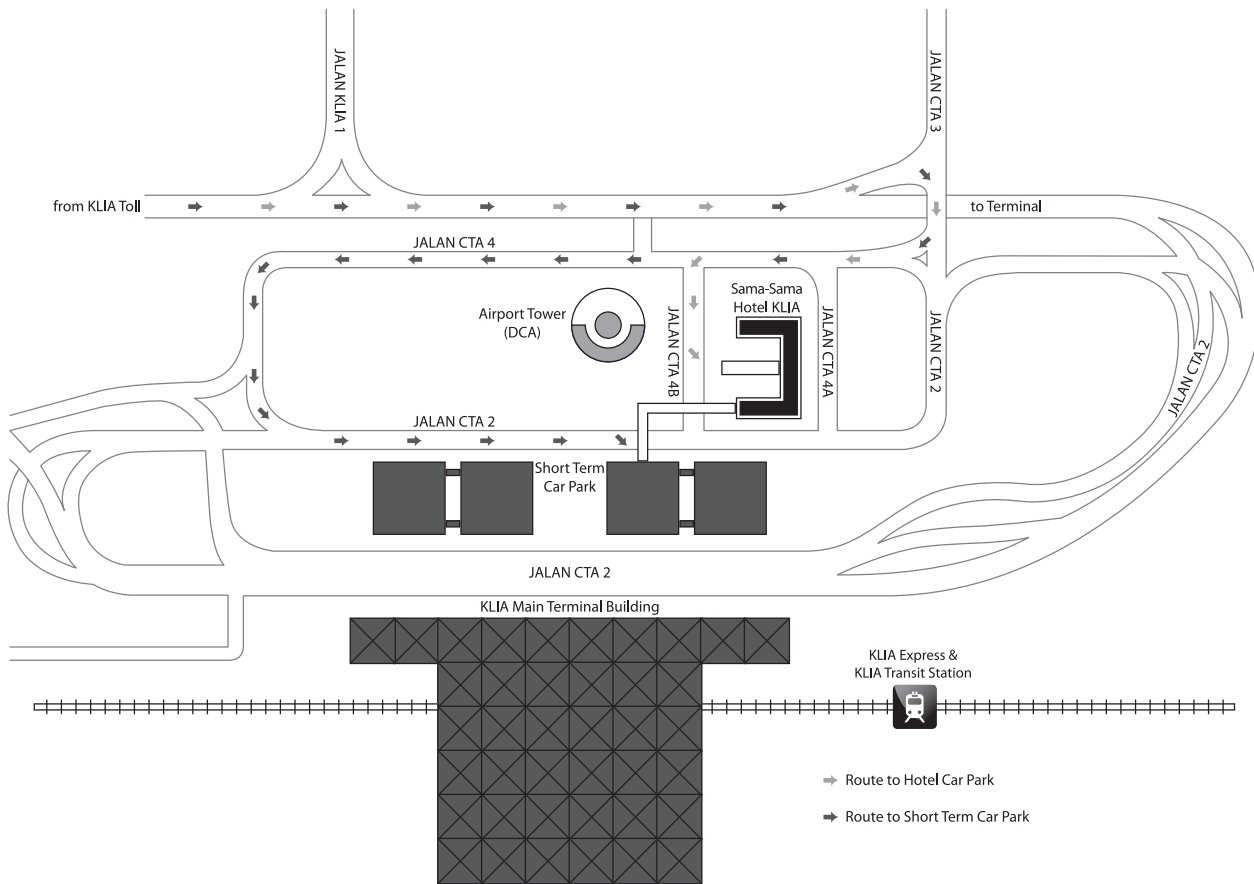 JALAN KLIA 1
JALAN CTA 3
from KLIA Toll
to Terminal
JALAN CTA 4
Sama-Sama
Hotel KLIA
Airport Tower
(DCA)
JALAN CTA 4B
JALAN CTA 4A
JALAN CTA 2
JALAN CTA 2
JALAN CTA 2
Short Term
Car Park
JALAN CTA 2
KLIA Main Terminal Building
KLIA Express &
KLIA Transit Station
Route to Hotel Car Park
Route to Short Term Car Park